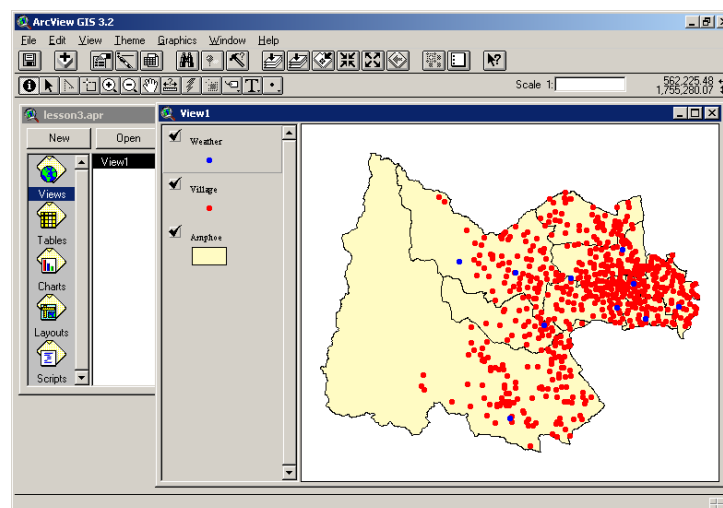 ArcView GIS 3.2
File Edit View Theme Graphics Window Help
Scale 1:
562,225.48
1,755,280.07
lesson3.apr
New Open
View1
Views
Tables
Charts
Layouts
Scripts
View1
Weather
Village
Amphoe